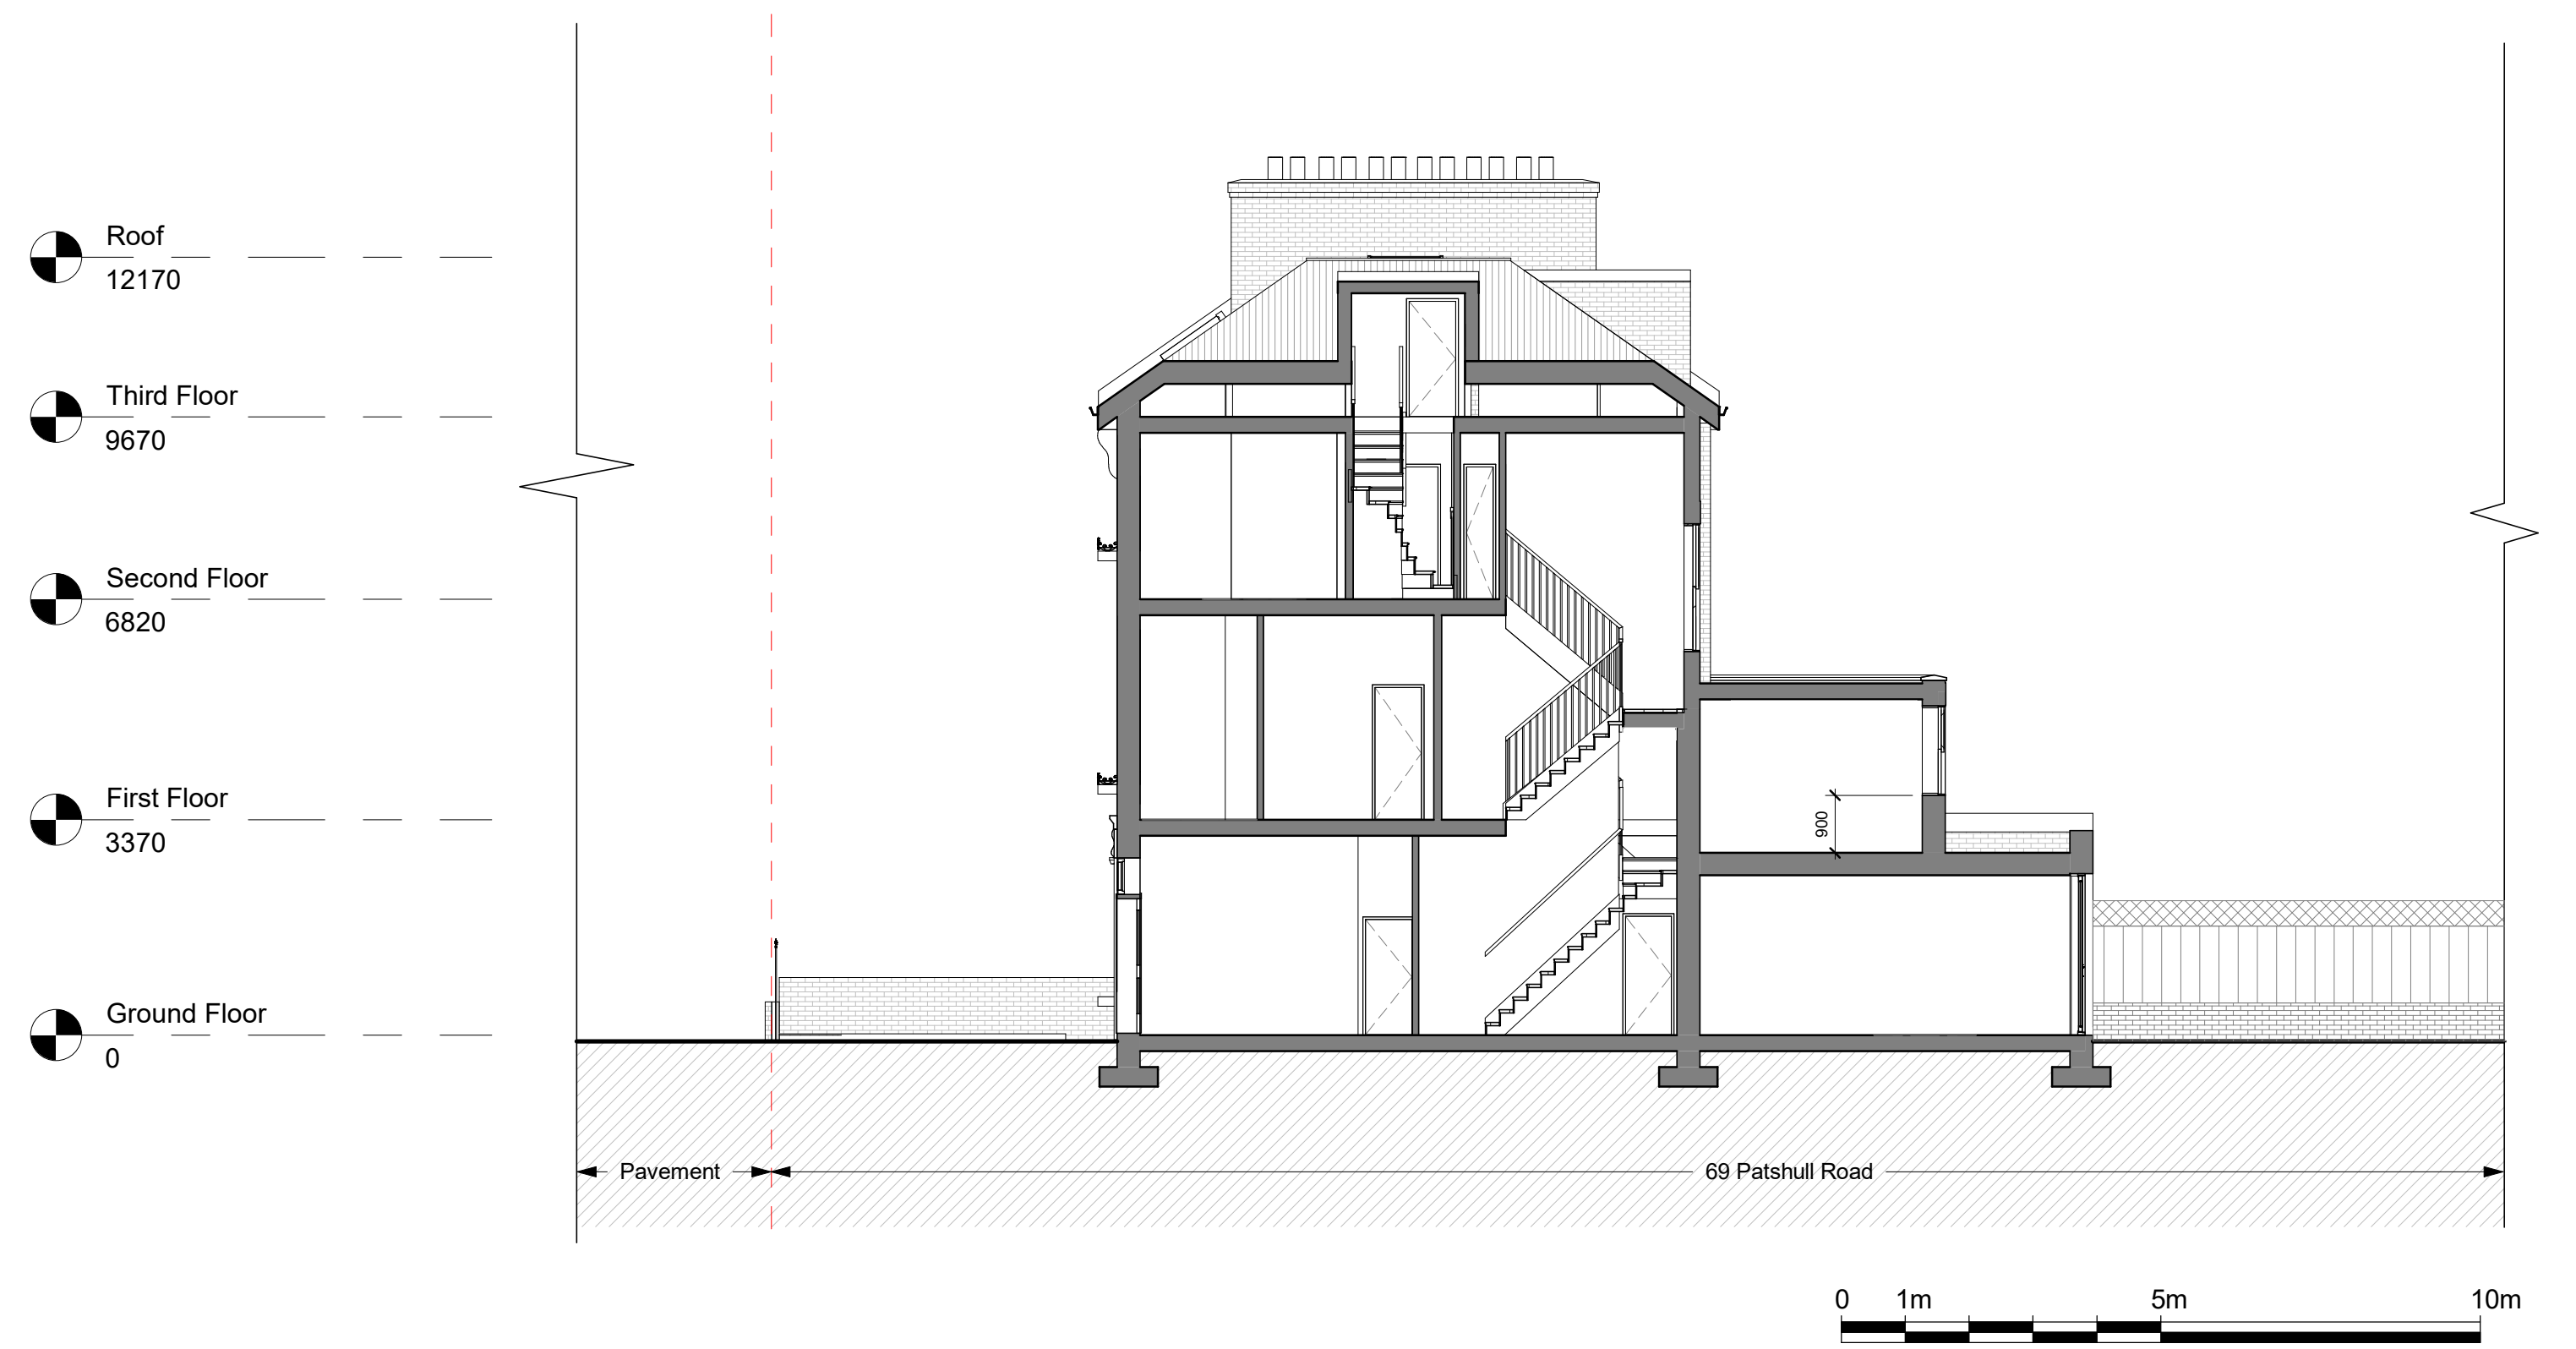 Roof
12170
Third Floor
9670
Second Floor
6820
First Floor
3370
900
Ground Floor
0
Pavement
69 Patshull Road
0 1m 5m 10m